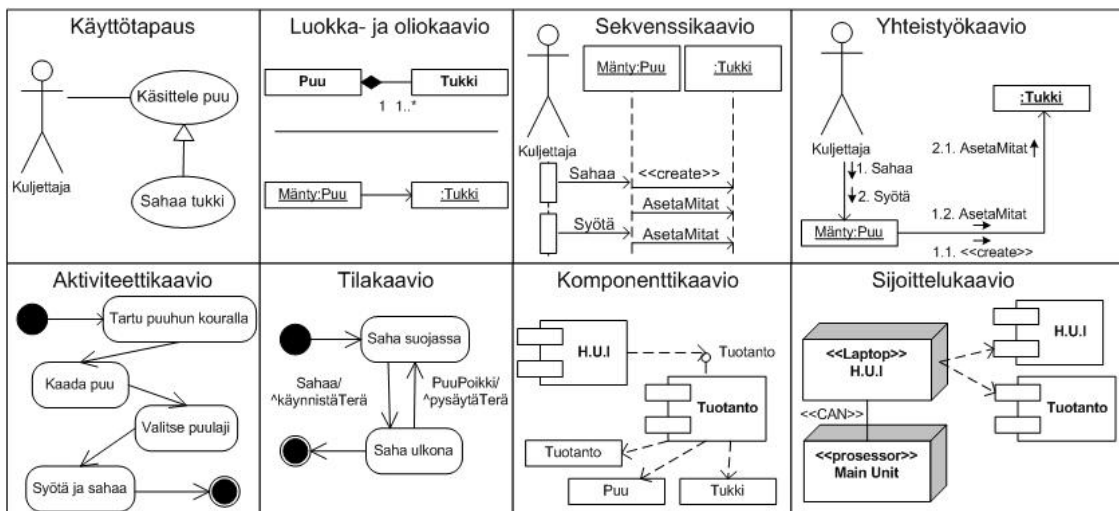 Käyttötapaus
Käsittele puu
Kuljettaja
Sahaa tukki
Luokka- ja oliokaavio
Puu
Tukki
1 1..*
Mänty:Puu
:Tukki
Sekvenssikaavio
Mänty:Puu
:Tukki
Kuljettaja
Sahaa
<<create>>
AsetaMitat
Syötä
AsetaMitat
Yhteistyökaavio
:Tukki
Kuljettaja
2.1. AsetaMitat
1. Sahaa
2. Syötä
1.2. AsetaMitat
Mänty:Puu
1.1. <<create>>
Aktiviteettikaavio
Tartu puuhun kouralla
Kaada puu
Valitse puulaji
Syötä ja sahaa
Tilakaavio
Saha suojassa
Sahaa/
^käynnistäTerä
PuuPoikki/
^pysäytäTerä
Saha ulkona
Komponenttikaavio
H.U.I
Tuotanto
Tuotanto
Tuotanto
Puu
Tukki
Sijoittelukaavio
H.U.I
<<Laptop>>
H.U.I
Tuotanto
<<CAN>>
<<prosessor>>
Main Unit